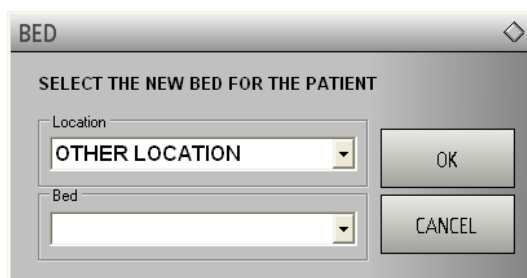 BED
SELECT THE NEW BED FOR THE PATIENT
Location
OTHER LOCATION
OK
Bed
CANCEL